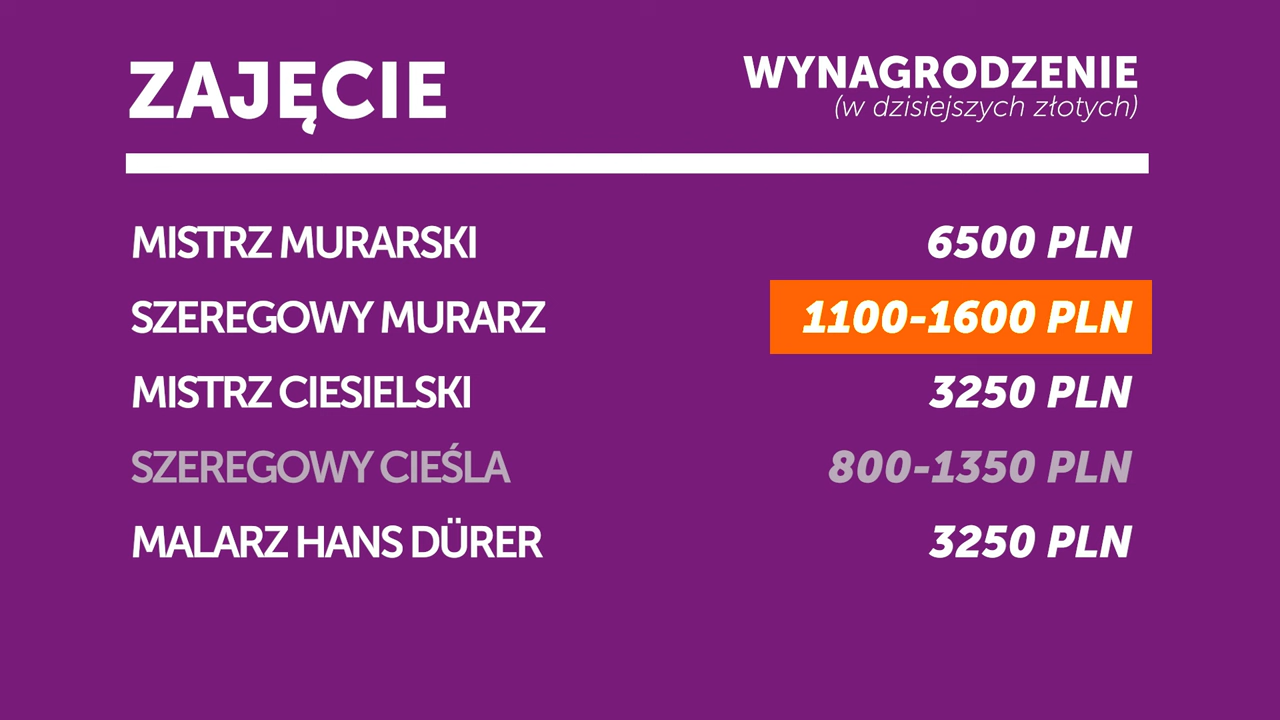 ZAJĘCIE
WYNAGRODZENIE
(w dzisiejszych złotych)
MISTRZ MURARSKI 6500 PLN
SZEREGOWY MURARZ 1100-1600 PLN
MISTRZ CIESIELSKI 3250 PLN
SZEREGOWY CIEŚLA 800-1350 PLN
MALARZ HANS DÜRER 3250 PLN